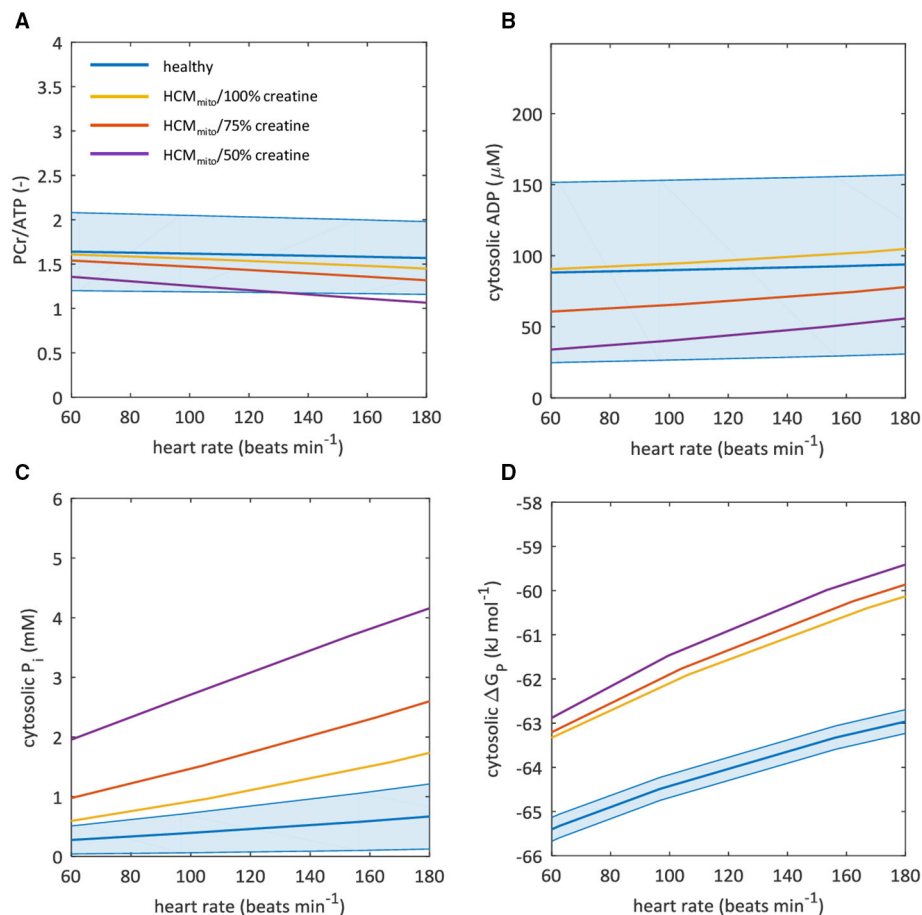 A
4
3.5
3
2.5
2
1.5
1
0.5
0
PCr/ATP (-)
healthy
HCMmito/100% creatine
HCMmito/75% creatine
HCMmito/50% creatine
60 80 100 120 140 160 180
heart rate (beats min-1)
B
200
150
100
50
0
cytosolic ADP (μM)
60 80 100 120 140 160 180
heart rate (beats min-1)
C
6
5
4
3
2
1
0
cytosolic Pi (mM)
60 80 100 120 140 160 180
heart rate (beats min-1)
D
-58
-59
-60
-61
-62
-63
-64
-65
-66
cytosolic ΔGP (kJ mol-1)
60 80 100 120 140 160 180
heart rate (beats min-1)